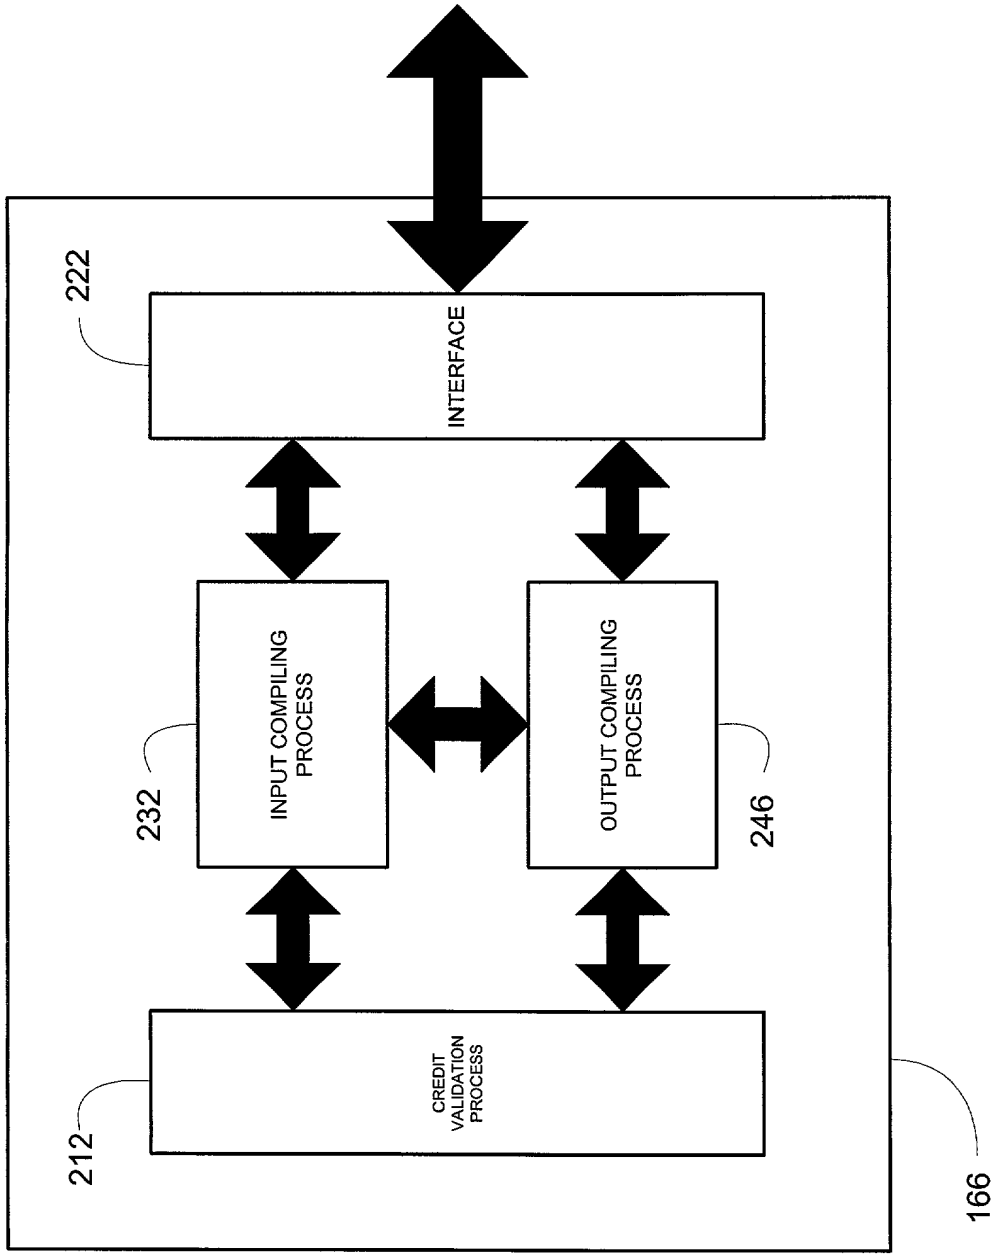 212
CREDIT
VALIDATION
PROCESS
232
INPUT COMPILING
PROCESS
OUTPUT COMPILING
PROCESS
246
222
INTERFACE
166